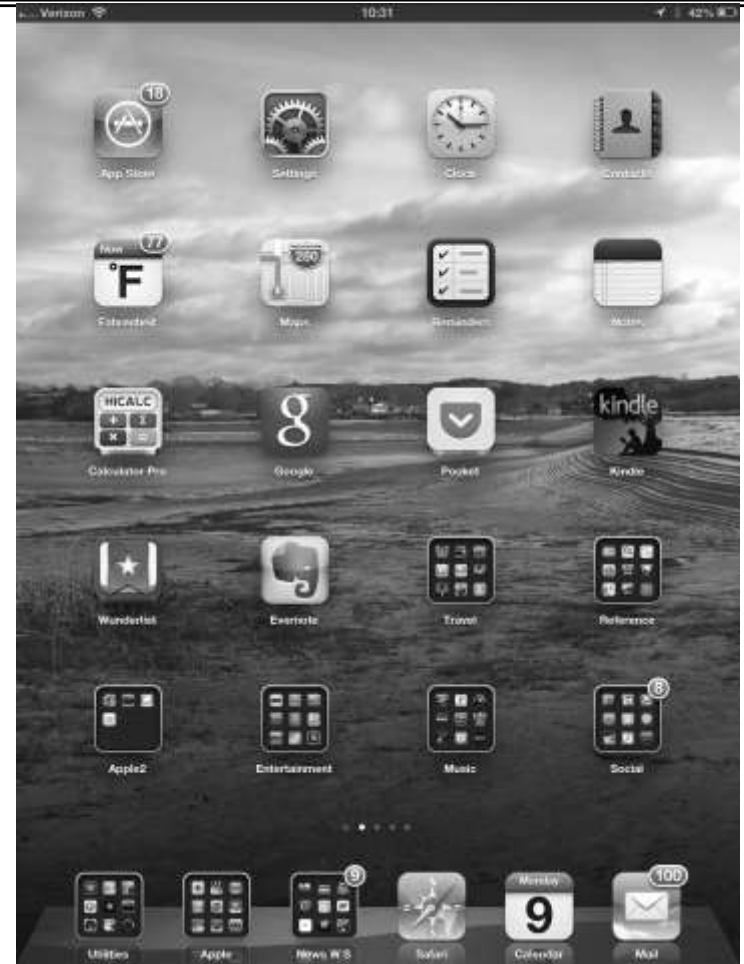 Verizon 10:31 42%
18
App Store Settings Clock Contacts
Now 77 280
°F
Fahrenheit Maps Reminders Notes
HICALC kindle
+ - × =
g
Calculator Pro Google Pocket Kindle
Wunderlist Evernote Travel Reference
8
Apple2 Entertainment Music Social
9 Monday 100
9
Utilities Apple News W S Safari Calendar Mail